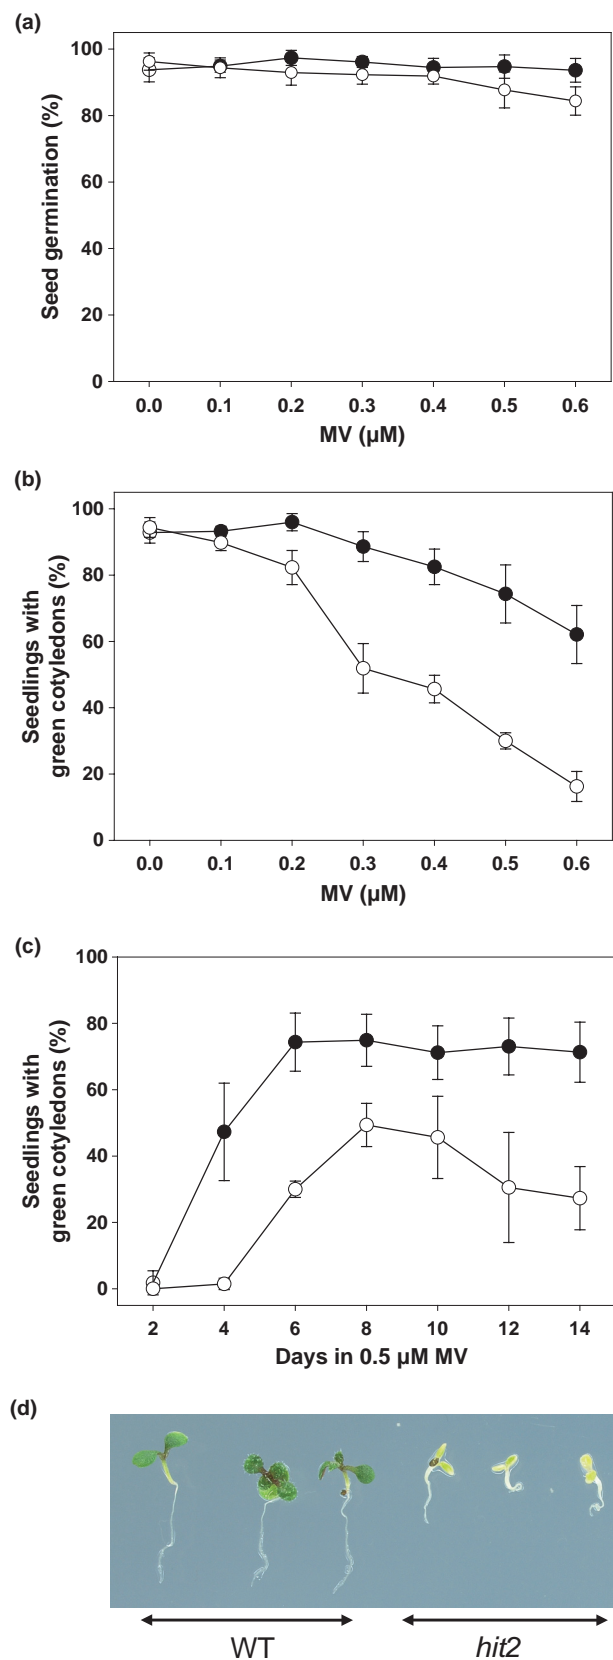 (a)
100
80
60
40
20
0
Seed germination (%)
0.0 0.1 0.2 0.3 0.4 0.5 0.6
MV (µM)
(b)
100
80
60
40
20
0
Seedlings with
green cotyledons (%)
0.0 0.1 0.2 0.3 0.4 0.5 0.6
MV (µM)
(c)
100
80
60
40
20
0
Seedlings with
green cotyledons (%)
2 4 6 8 10 12 14
Days in 0.5 µM MV
(d)
WT hit2